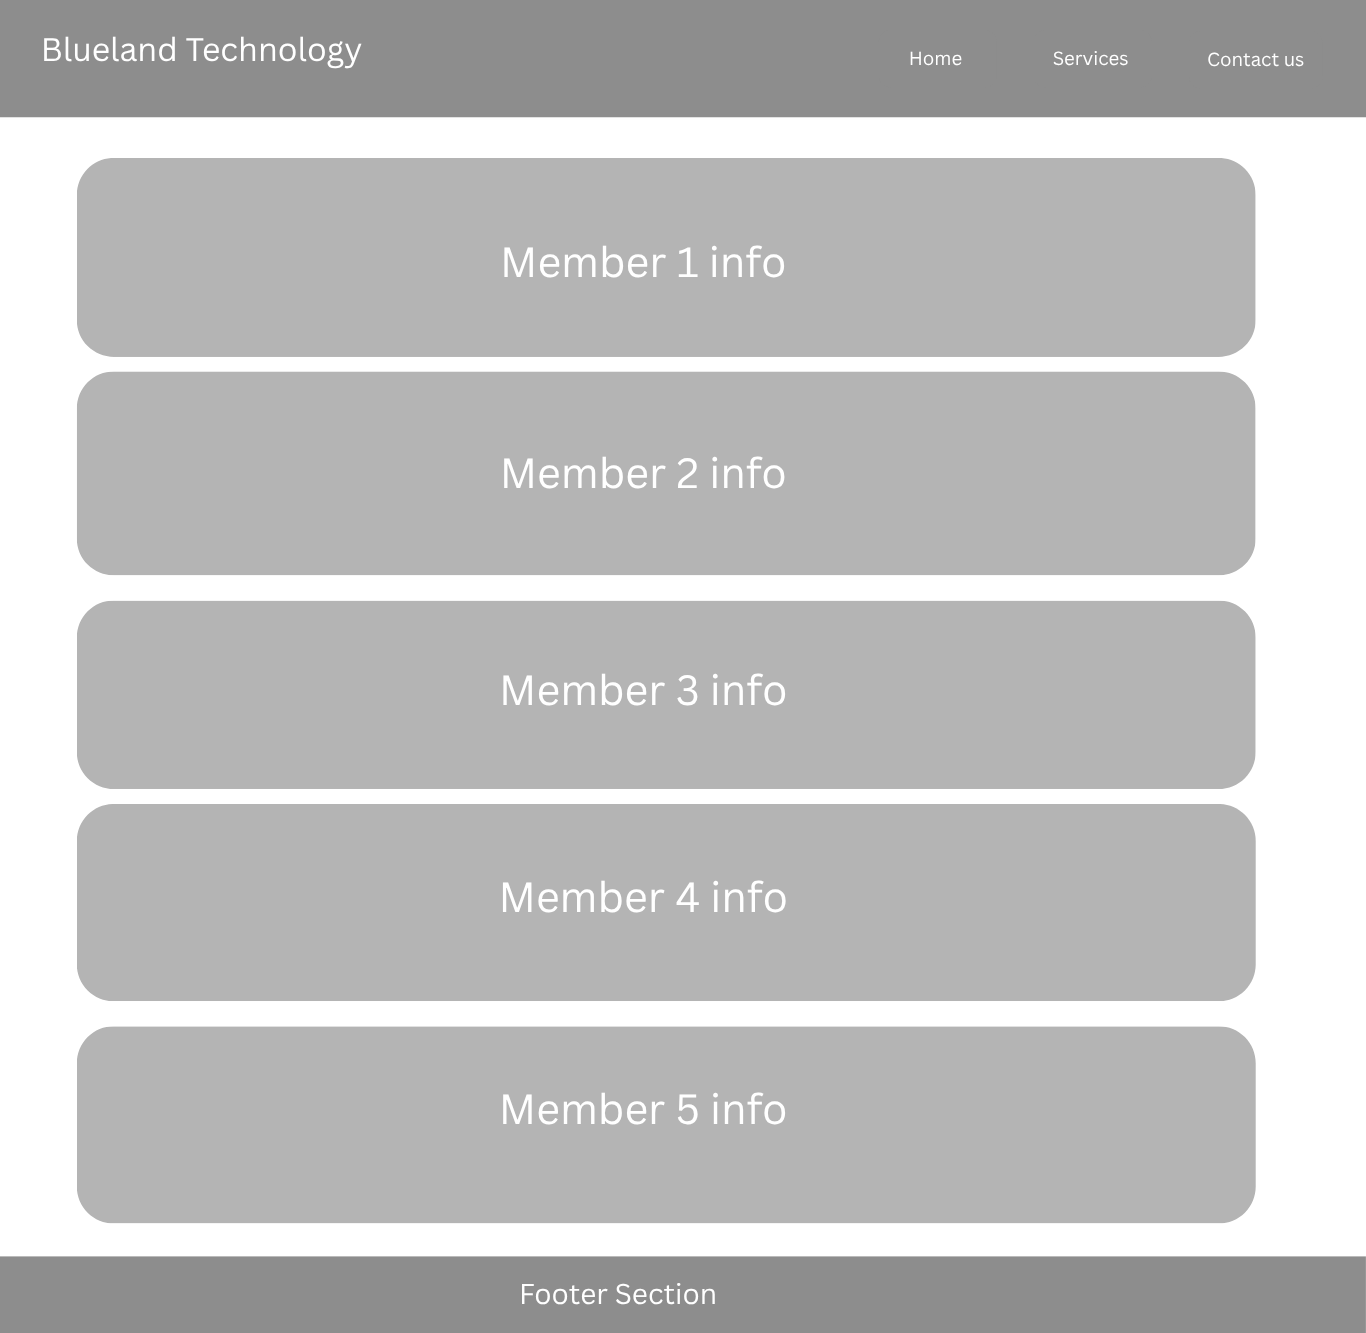 Blueland Technology
Home
Services
Contact us
Member 1 info
Member 2 info
Member 3 info
Member 4 info
Member 5 info
Footer Section